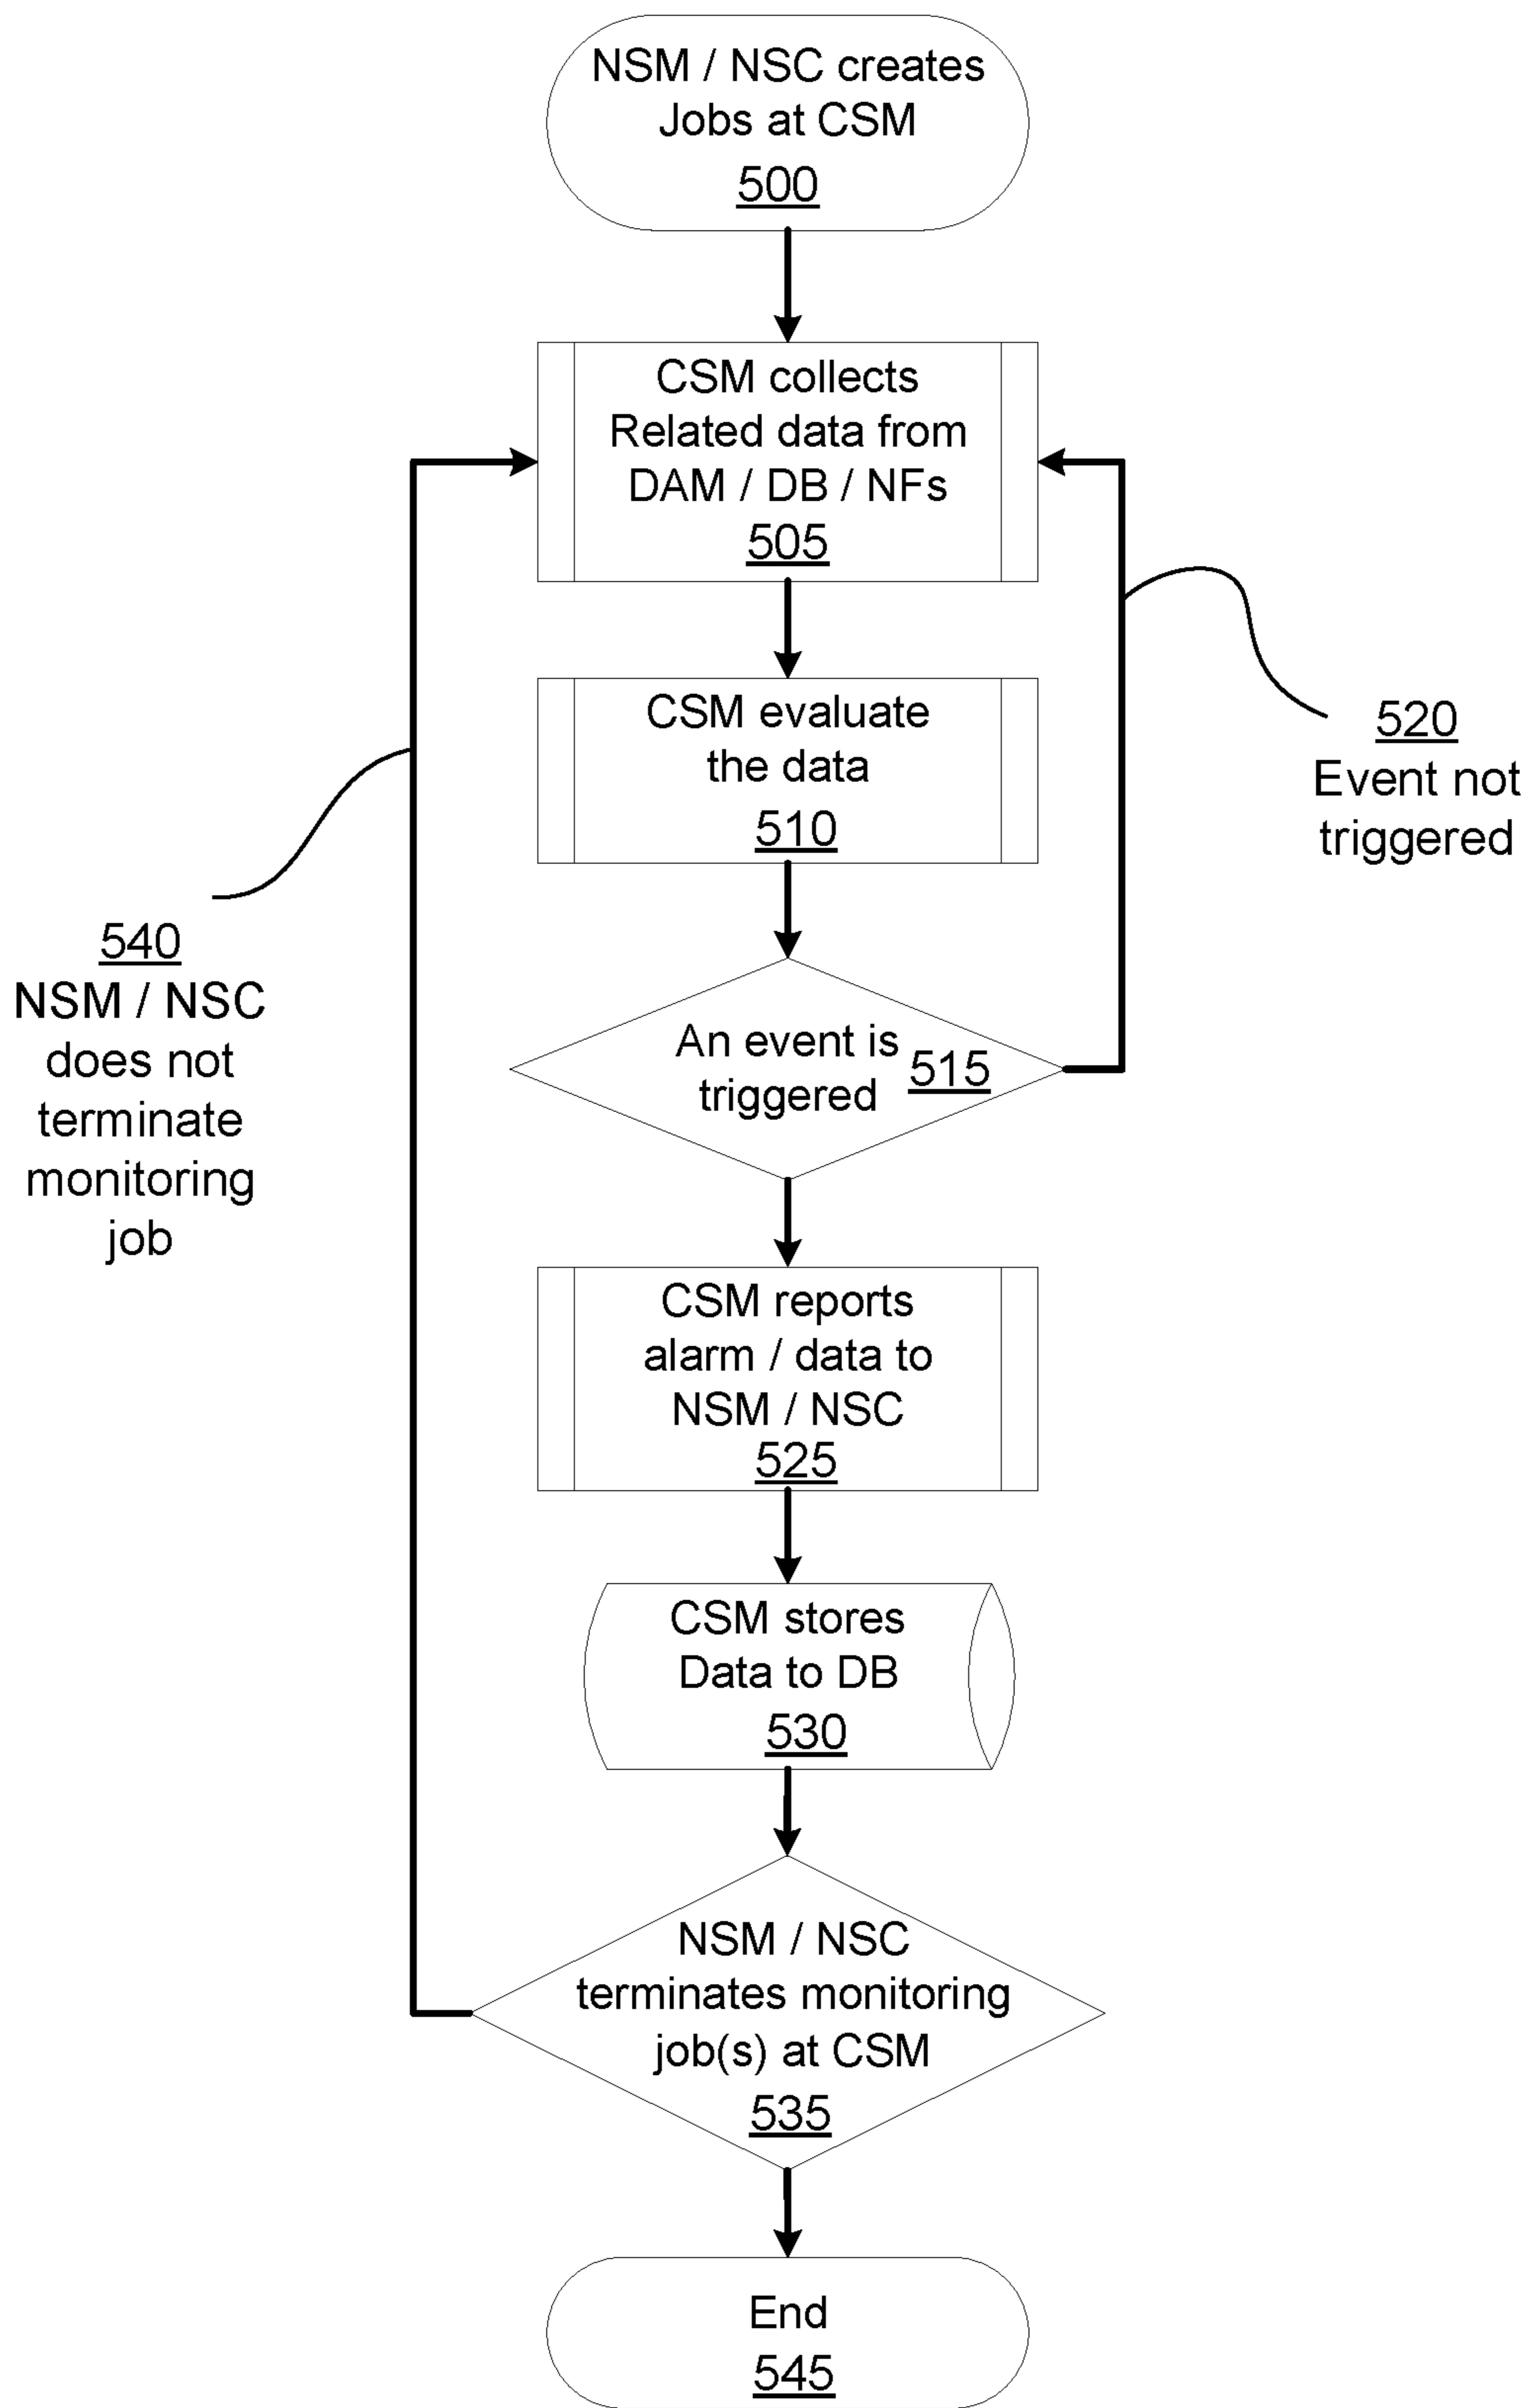 NSM / NSC creates
Jobs at CSM
500
CSM collects
Related data from
DAM / DB / NFs
505
CSM evaluate
the data
510
520
Event not
triggered
540
NSM / NSC
does not
terminate
monitoring
job
An event is
triggered
515
CSM reports
alarm / data to
NSM / NSC
525
CSM stores
Data to DB
530
NSM / NSC
terminates monitoring
job(s) at CSM
535
End
545